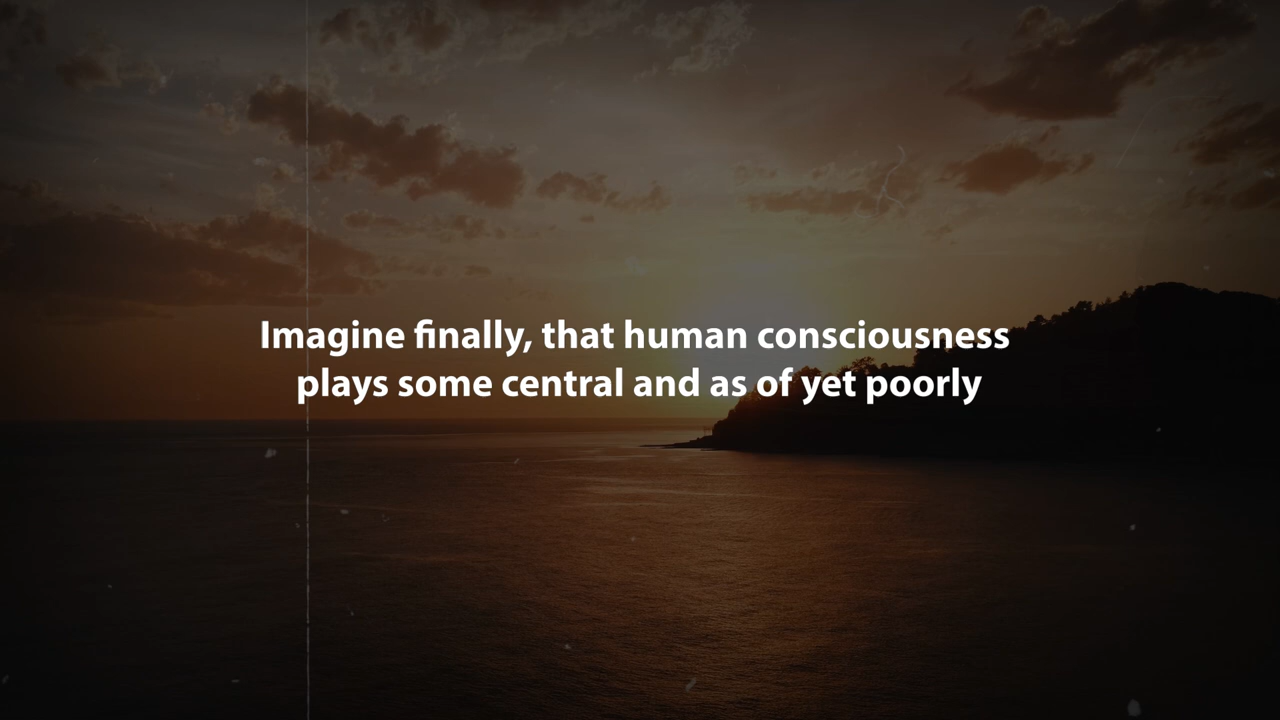 Imagine finally, that human consciousness
plays some central and as of yet poorly